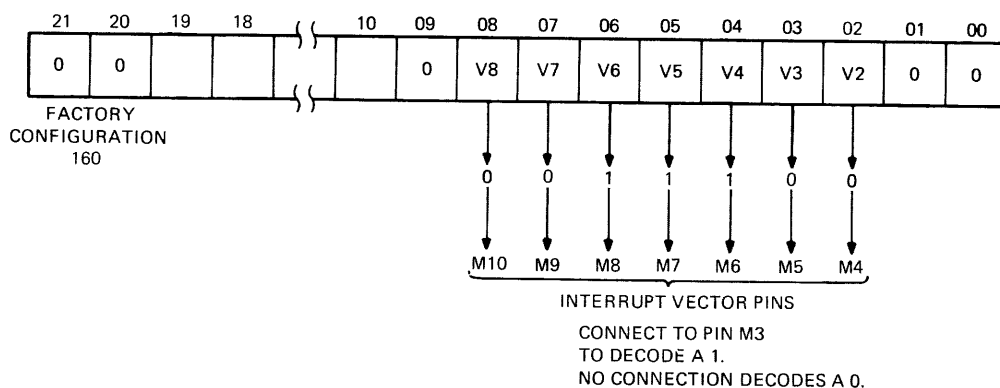 21 20 19 18 10 09 08 07 06 05 04 03 02 01 00
0 0 0 V8 V7 V6 V5 V4 V3 V2 0 0
FACTORY
CONFIGURATION
160
0 0 1 1 1 0 0
M10 M9 M8 M7 M6 M5 M4
INTERRUPT VECTOR PINS
CONNECT TO PIN M3
TO DECODE A 1.
NO CONNECTION DECODES A 0.